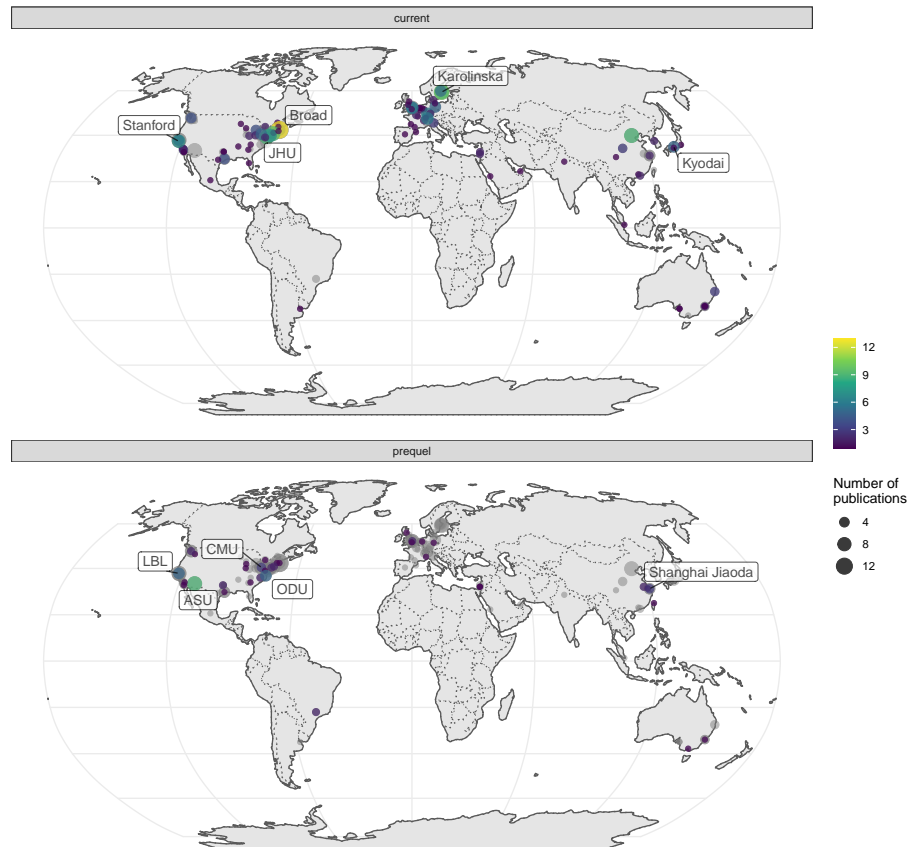 current
Karolinska
Stanford
Broad
JHU
Kyodai
12
9
6
3
prequel
Number of
publications
4
8
12
CMU
LBL
ODU
ASU
Shanghai Jiaoda